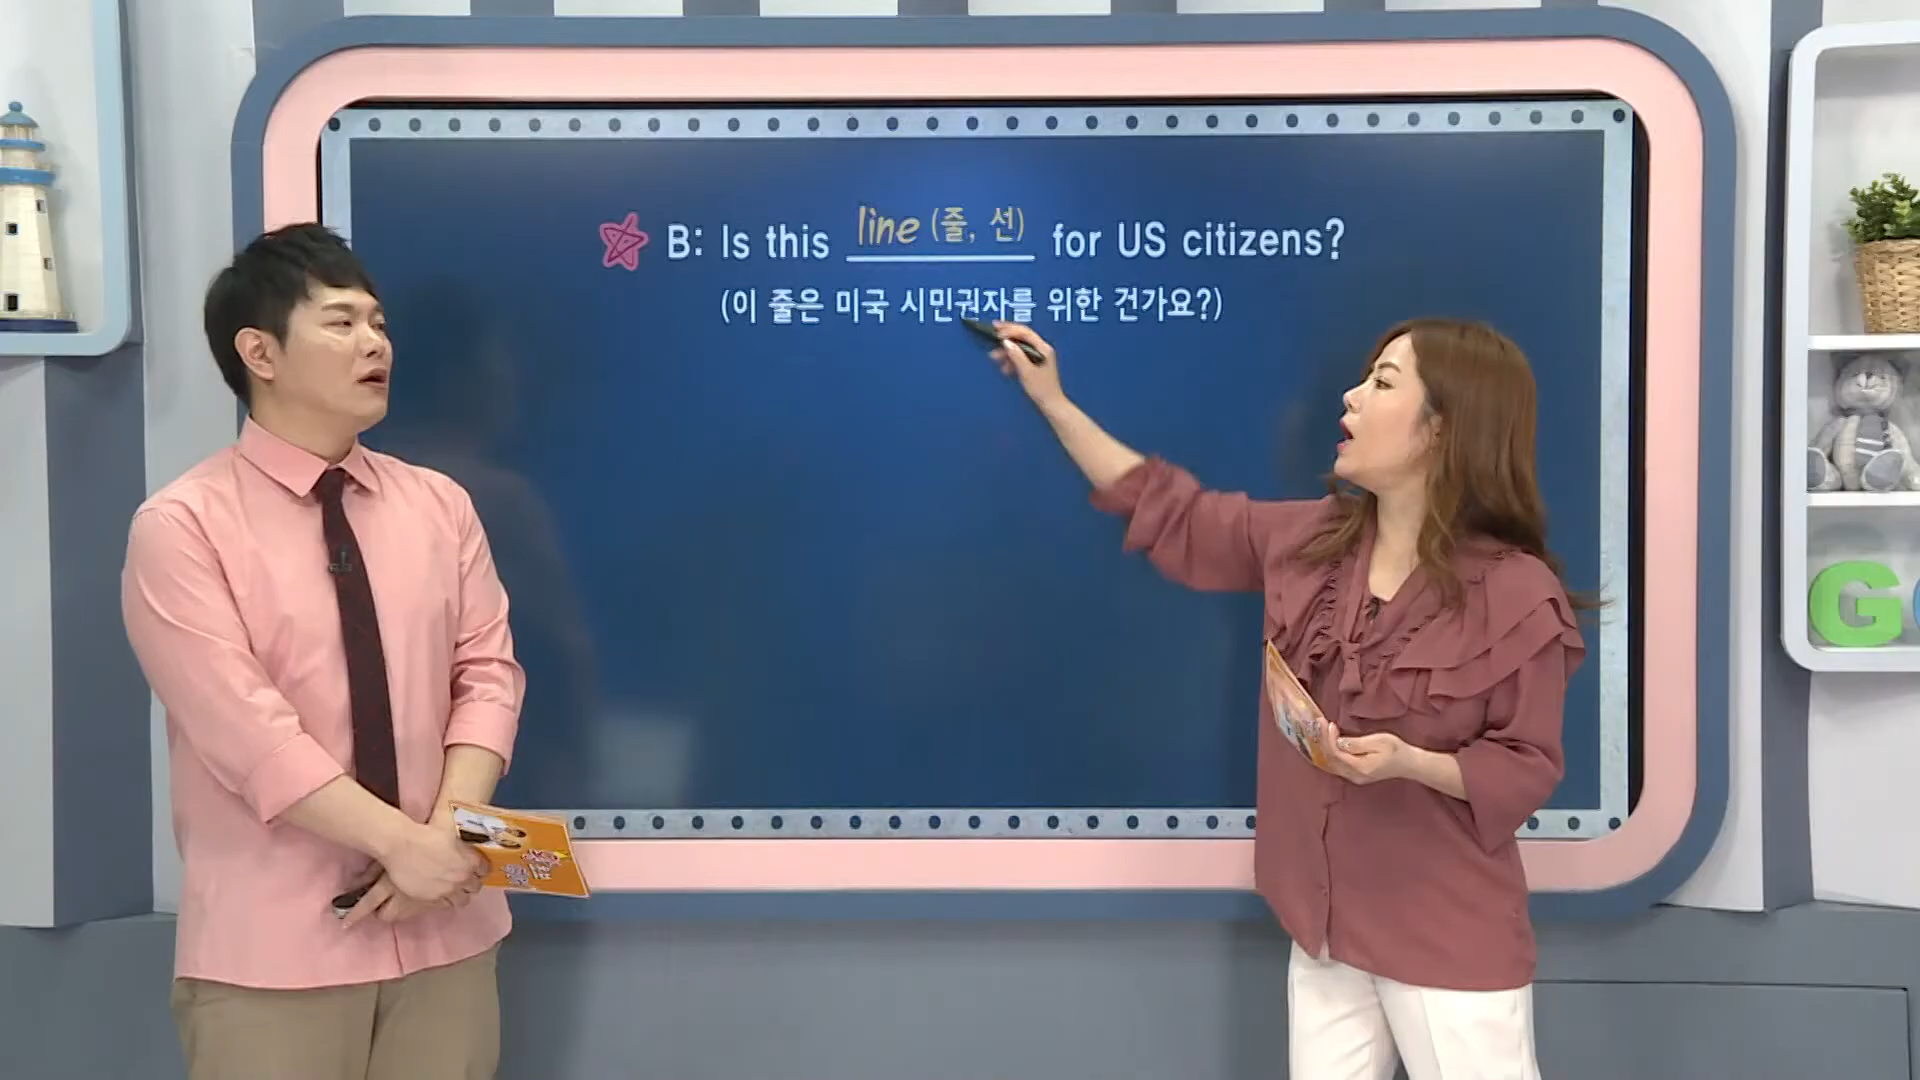 B: Is this line (줄, 선) for US citizens?
(이 줄은 미국 시민권자를 위한 건가요?)
G